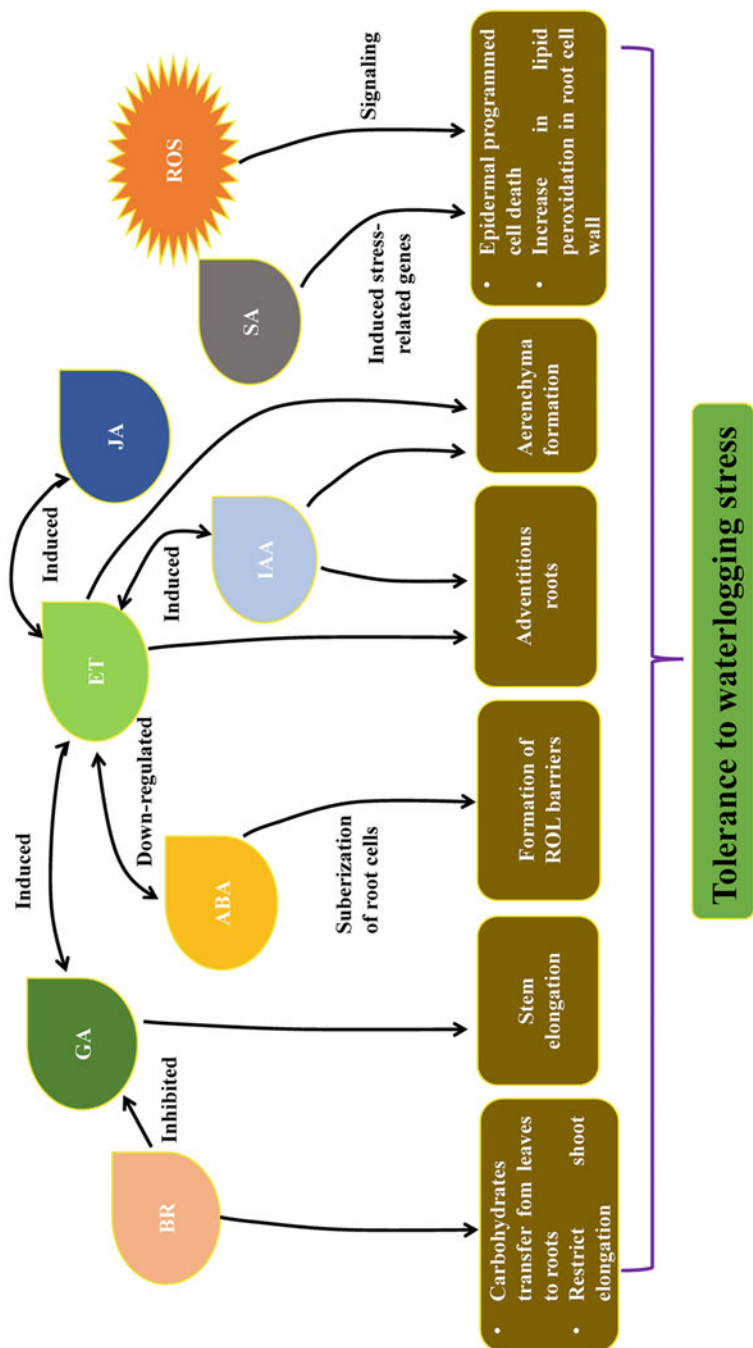 BR
GA
ET
JA
ROS
SA
ABA
IAA
Inhibited
Induced
Down-regulated
Induced
Induced
Suberization
of root cells
Induced stress-
related genes
Signaling
• Carbohydrates
transfer fom leaves
to roots
• Restrict shoot
elongation
Stem
elongation
Formation of
ROL barriers
Adventitious
roots
Aerenchyma
formation
• Epidermal programmed
cell death
• Increase in lipid
peroxidation in root cell
wall
Tolerance to waterlogging stress